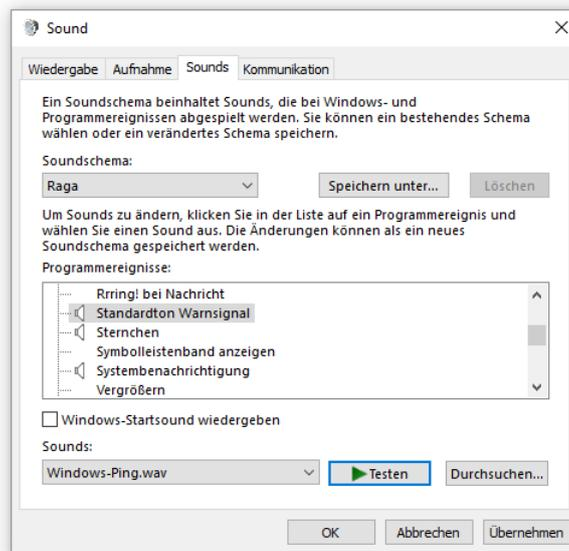 Sound
Wiedergabe Aufnahme Sounds Kommunikation
Ein Soundschema beinhaltet Sounds, die bei Windows- und
Programmereignissen abgespielt werden. Sie können ein bestehendes Schema
wählen oder ein verändertes Schema speichern.
Soundschema:
Raga Speichern unter... Löschen
Um Sounds zu ändern, klicken Sie in der Liste auf ein Programmereignis und
wählen Sie einen Sound aus. Die Änderungen können als ein neues
Soundschema gespeichert werden.
Programmereignisse:
Rrring! bei Nachricht
Standardton Warnsignal
Sternchen
Symbolleistenband anzeigen
Systembenachrichtigung
Vergrößern
Windows-Startsound wiedergeben
Sounds:
Windows-Ping.wav Testen Durchsuchen...
OK Abbrechen Übernehmen